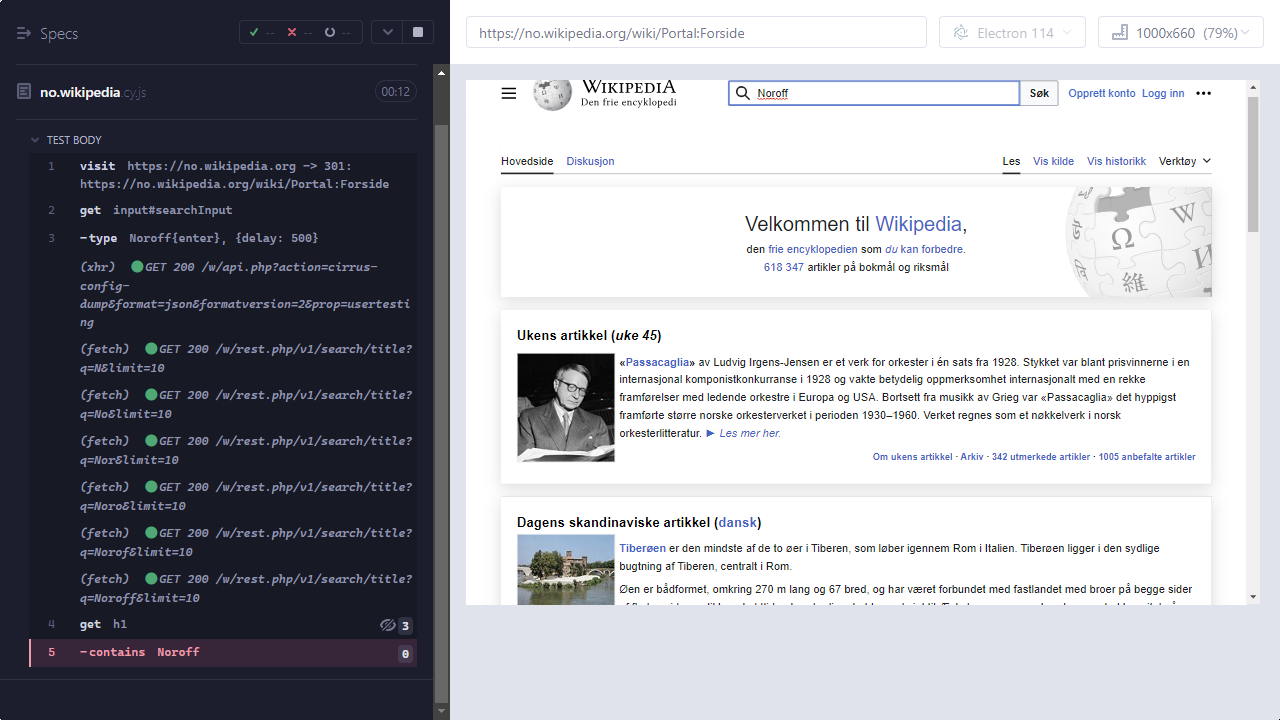 Specs
-- -- --
no.wikipedia.cy.js 00:12
TEST BODY
1 visit https://no.wikipedia.org -> 301:
https://no.wikipedia.org/wiki/Portal:Forside
2 get input#searchInput
3 -type Noroff{enter}, {delay: 500}
(xhr) GET 200 /w/api.php?action=cirrus-
config-
dump&format=json&formatversion=2&prop=usertesti
ng
(fetch) GET 200 /w/rest.php/v1/search/title?
q=N&limit=10
(fetch) GET 200 /w/rest.php/v1/search/title?
q=No&limit=10
(fetch) GET 200 /w/rest.php/v1/search/title?
q=Nor&limit=10
(fetch) GET 200 /w/rest.php/v1/search/title?
q=Noro&limit=10
(fetch) GET 200 /w/rest.php/v1/search/title?
q=Norof&limit=10
(fetch) GET 200 /w/rest.php/v1/search/title?
q=Noroff&limit=10
4 get h1 3
5 -contains Noroff 0
https://no.wikipedia.org/wiki/Portal:Forside
Electron 114
1000x660 (79%)
WIKIPEDIA
Den frie encyklopedi
Noroff
Søk
Opprett konto Logg inn
Hovedside Diskusjon
Les Vis kilde Vis historikk Verktøy
Velkommen til Wikipedia,
den frie encyklopedien som du kan forbedre.
618 347 artikler på bokmål og riksmål
Ω W 維
Ukens artikkel (uke 45)
«Passacaglia» av Ludvig Irgens-Jensen er et verk for orkester i én sats fra 1928. Stykket var blant prisvinnerne i en
internasjonal komponistkonkurranse i 1928 og vakte betydelig oppmerksomhet internasjonalt med en rekke
framførelser med ledende orkestre i Europa og USA. Bortsett fra musikk av Grieg var «Passacaglia» det hyppigst
framførte større norske orkesterverket i perioden 1930–1960. Verket regnes som et nøkkelverk i norsk
orkesterlitteratur. ► Les mer her.
Om ukens artikkel · Arkiv · 342 utmerkede artikler · 1005 anbefalte artikler
Dagens skandinaviske artikkel (dansk)
Tiberøen er den mindste af de to øer i Tiberen, som løber igennem Rom i Italien. Tiberøen ligger i den sydlige
bugtning af Tiberen, centralt i Rom.
Øen er bådformet, omkring 270 m lang og 67 bred, og har været forbundet med fastlandet med broer på begge sider